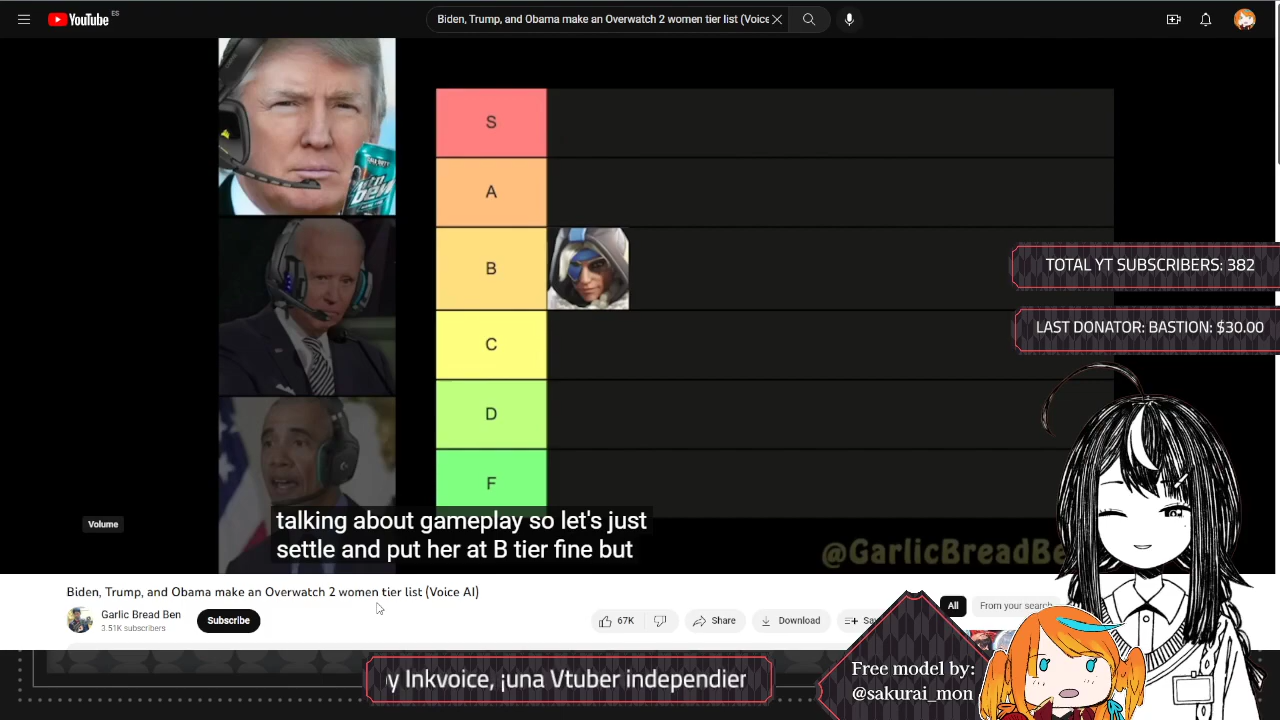 YouTube ES
Biden, Trump, and Obama make an Overwatch 2 women tier list (Voice
S
A
B
C
D
F
TOTAL YT SUBSCRIBERS: 382
LAST DONATOR: BASTION: $30.00
talking about gameplay so let's just
settle and put her at B tier fine but
Volume
@GarlicBreadBe
Biden, Trump, and Obama make an Overwatch 2 women tier list (Voice AI)
Garlic Bread Ben
3.51K subscribers
Subscribe
67K
Share
Download
All
From your search
y Inkvoice, ¡una Vtuber independier
Free model by:
@sakurai_mon